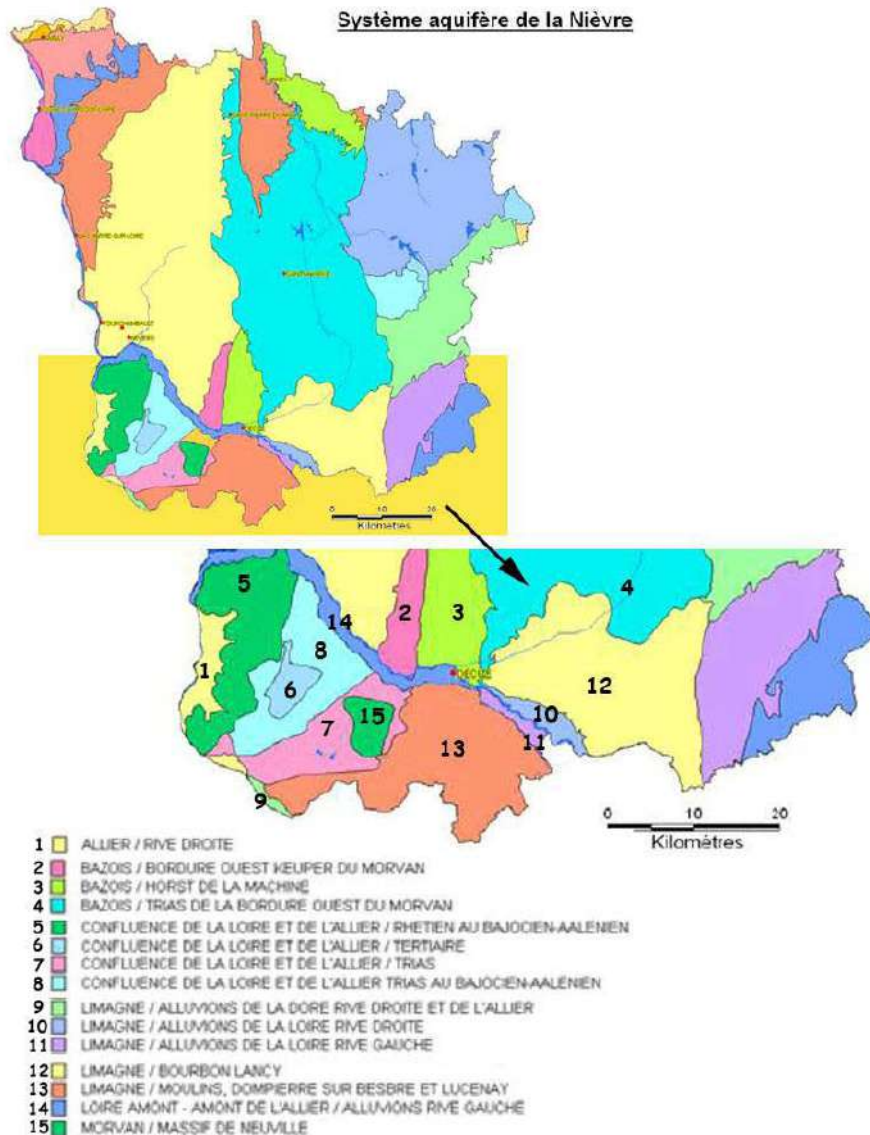 Système aquifère de la Nièvre
0 10 20
Kilomètres
5
2
3
4
14
1
8
6
DECIZE
12
15
10
7
13
11
9
0 10 20
Kilomètres
1 ALLIER / RIVE DROITE
2 BAZOIS / BORDURE OUEST KEUPER DU MORVAN
3 BAZOIS / HORST DE LA MACHINE
4 BAZOIS / TRIAS DE LA BORDURE OUEST DU MORVAN
5 CONFLUENCE DE LA LOIRE ET DE L'ALLIER / RHETIEN AU BAJOCIEN-AALENIEN
6 CONFLUENCE DE LA LOIRE ET DE L'ALLIER / TERTIAIRE
7 CONFLUENCE DE LA LOIRE ET DE L'ALLIER / TRIAS
8 CONFLUENCE DE LA LOIRE ET DE L'ALLIER TRIAS AU BAJOCIEN-AALENIEN
9 LIMAGNE / ALLUVIONS DE LA DORE RIVE DROITE ET DE L'ALLIER
10 LIMAGNE / ALLUVIONS DE LA LOIRE RIVE DROITE
11 LIMAGNE / ALLUVIONS DE LA LOIRE RIVE GAUCHE
12 LIMAGNE / BOURBON LANCY
13 LIMAGNE / MOULINS, DOMPIERRE SUR BESBRE ET LUCENAY
14 LOIRE AMONT - AMONT DE L'ALLIER / ALLUVIONS RIVE GAUCHE
15 MORVAN / MASSIF DE NEUVILLE